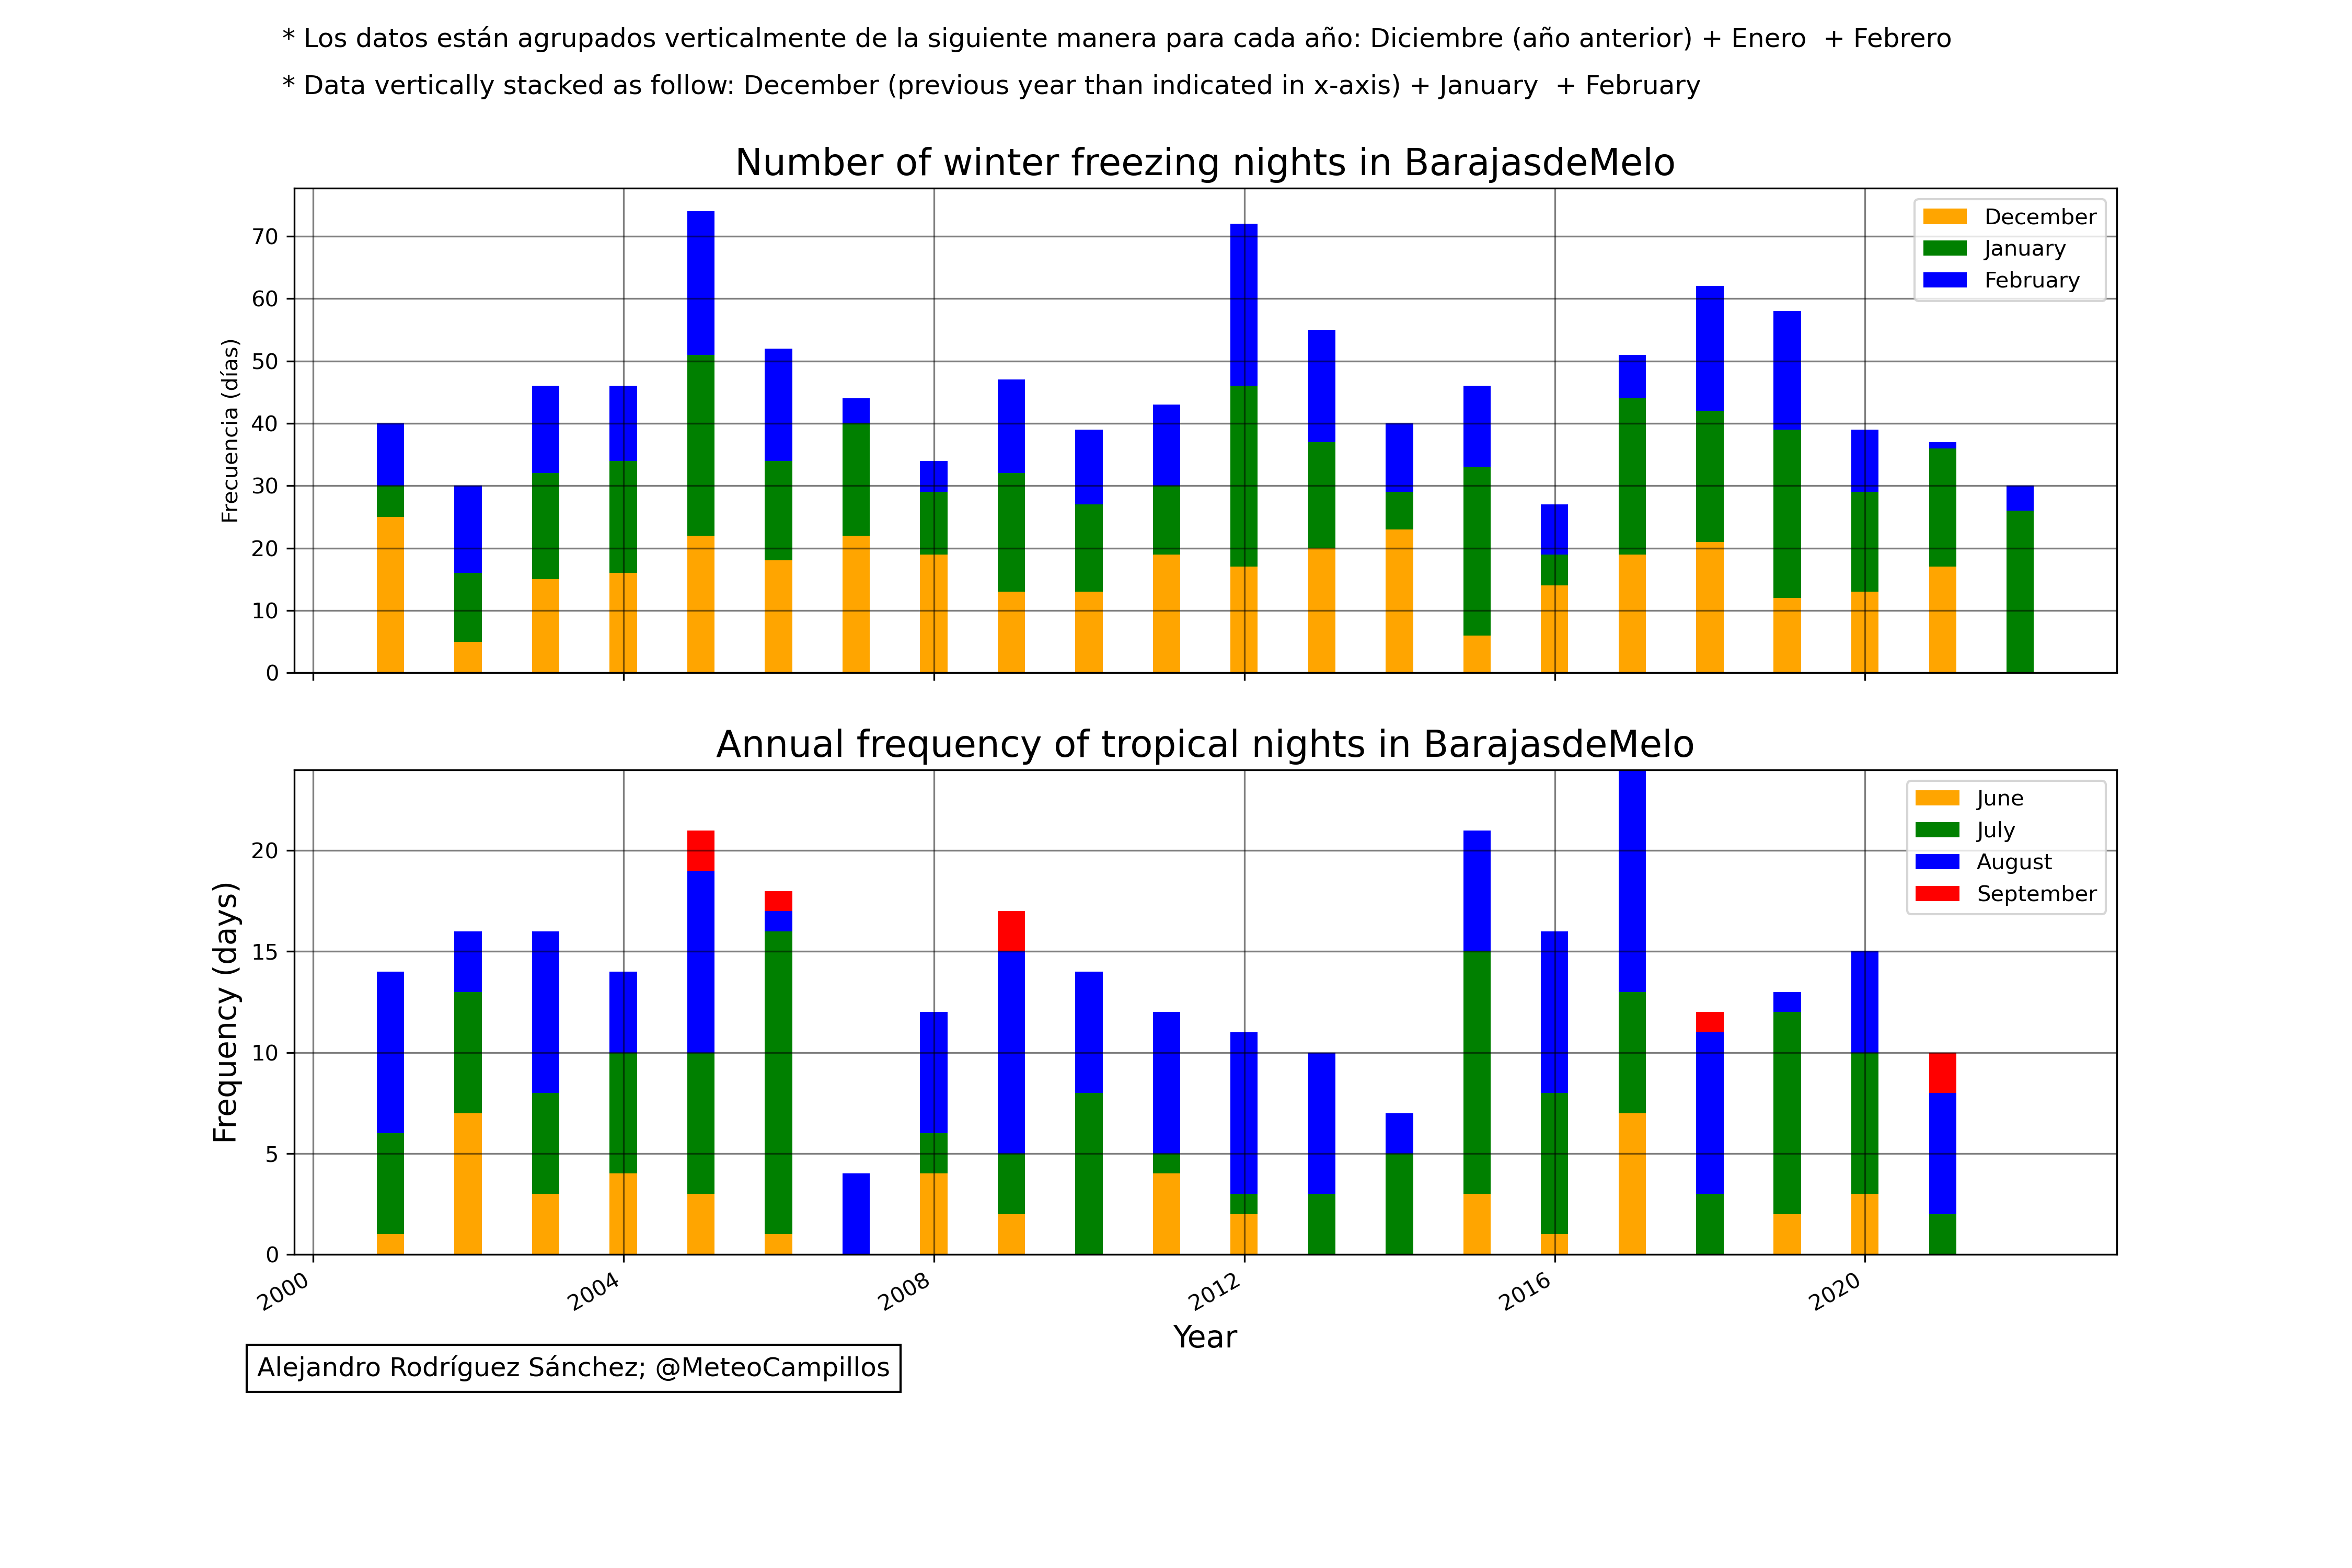 * Los datos están agrupados verticalmente de la siguiente manera para cada año: Diciembre (año anterior) + Enero  + Febrero
* Data vertically stacked as follow: December (previous year than indicated in x-axis) + January  + February
Number of winter freezing nights in BarajasdeMelo
December
January
February
Frecuencia (días)
70
60
50
40
30
20
10
0
Annual frequency of tropical nights in BarajasdeMelo
June
July
August
September
Frequency (days)
20
15
10
5
0
2000 2004 2008 2012 2016 2020
Year
Alejandro Rodríguez Sánchez; @MeteoCampillos